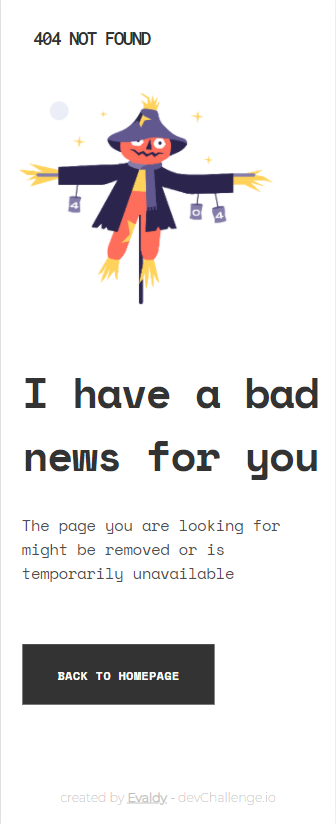 404 NOT FOUND
4
0 4
I have a bad
news for you
The page you are looking for
might be removed or is
temporarily unavailable
BACK TO HOMEPAGE
created by Evaldy - devChallenge.io